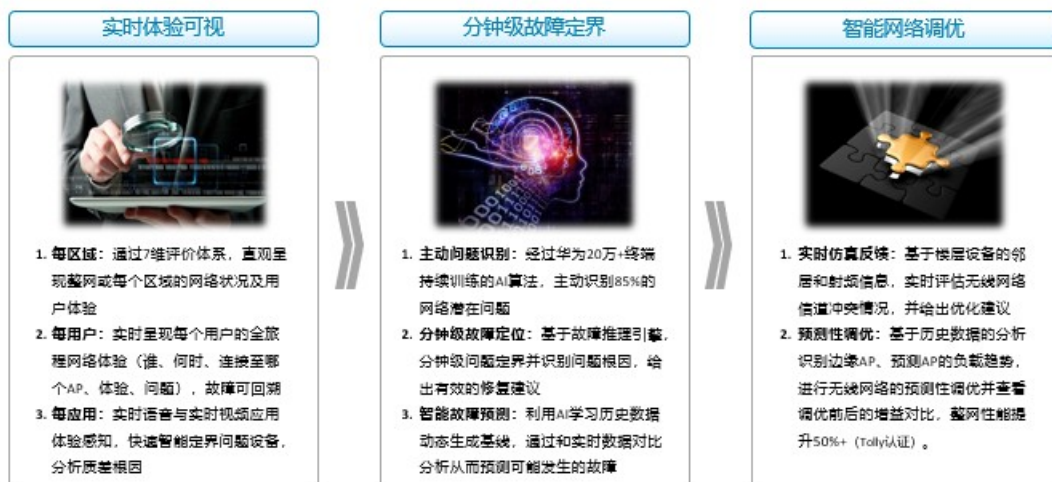 实时体验可视
1. 每区域：通过7维评价体系，直观呈
现整网或每个区域的网络状况及用
户体验
2. 每用户：实时呈现每个用户的全旅
程网络体验（谁、何时、连接至哪
个AP、体验、问题），故障可回溯
3. 每应用：实时语音与实时视频应用
体验感知，快速智能定界问题设备，
分析质差根因
分钟级故障定界
1. 主动问题识别：经过华为20万+终端
持续训练的AI算法，主动识别85%的
网络潜在问题
2. 分钟级故障定位：基于故障推理引擎，
分钟级问题定界并识别问题根因，给
出有效的修复建议
3. 智能故障预测：利用AI学习历史数据
动态生成基线，通过和实时数据对比
分析从而预测可能发生的故障
智能网络调优
1. 实时仿真反馈：基于楼层设备的邻
居和射频信息，实时评估无线网络
信道冲突情况，并给出优化建议
2. 预测性调优：基于历史数据的分析
识别边缘AP、预测AP的负载趋势，
进行无线网络的预测性调优并查看
调优前后的增益对比，整网性能提
升50%+（Tolly认证）。